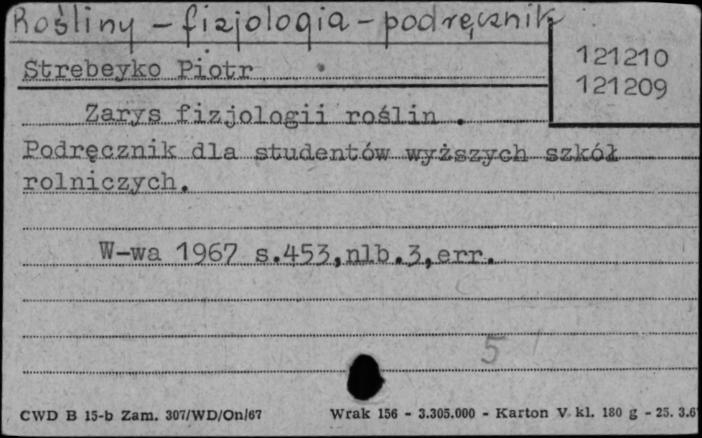 Rośliny - fizjologia - podręcznik
Strebeyko Piotr
121210
121209
Zarys fizjologii roślin .
Podręcznik dla studentów wyższych szkół
rolniczych.
W-wa 1967 s.453,nlb.3,err.
5
CWD B 15-b Zam. 307/WD/On/67 Wrak 156 - 3.305.000 - Karton V kl. 180 g - 25. 3.6